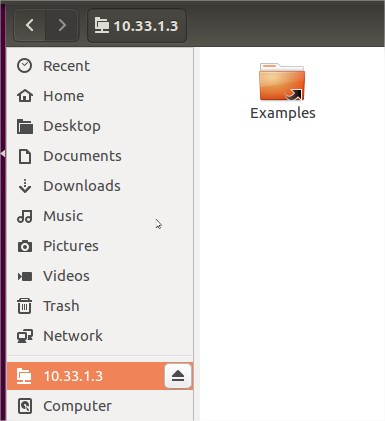 10.33.1.3
Recent
Home
Desktop
Documents
Downloads
Music
Pictures
Videos
Trash
Network
10.33.1.3
Computer
Examples